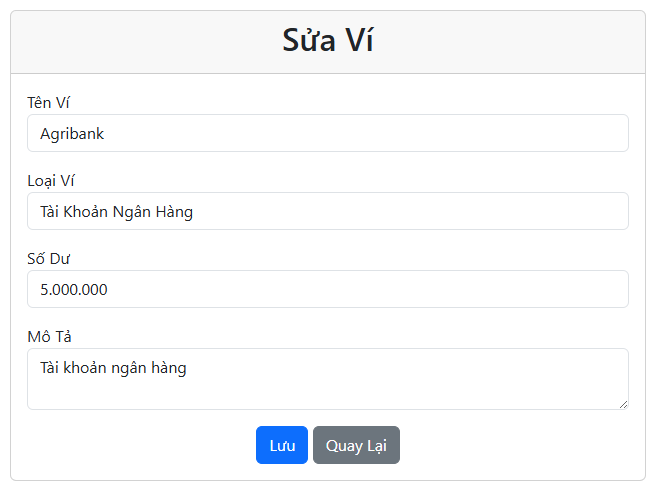 Sửa Ví
Tên Ví
Agribank
Loại Ví
Tài Khoản Ngân Hàng
Số Dư
5.000.000
Mô Tả
Tài khoản ngân hàng
Lưu Quay Lại